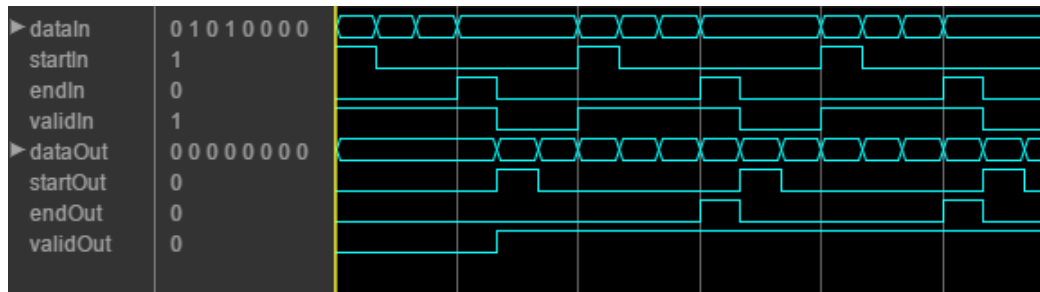 dataIn 0 1 0 1 0 0 0 0
startIn 1
endIn 0
validIn 1
dataOut 0 0 0 0 0 0 0 0
startOut 0
endOut 0
validOut 0